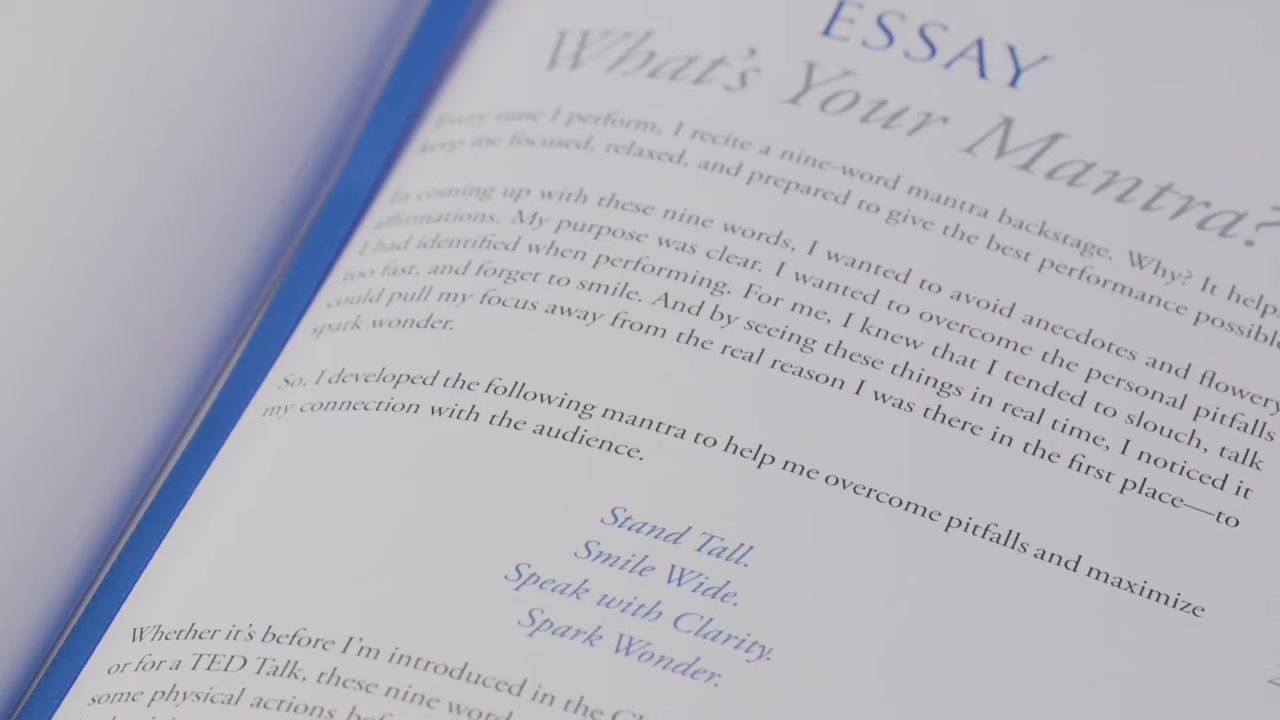 ESSAY
What's Your Mantra?
Every time I perform, I recite a nine-word mantra backstage. Why? It helps
keep me focused, relaxed, and prepared to give the best performance possible
In coming up with these nine words, I wanted to avoid anecdotes and flowery
affirmations. My purpose was clear. I wanted to overcome the personal pitfalls
I had identified when performing. For me, I knew that I tended to slouch, talk
too fast, and forget to smile. And by seeing these things in real time, I noticed it
could pull my focus away from the real reason I was there in the first place—to
spark wonder.
So, I developed the following mantra to help me overcome pitfalls and maximize
my connection with the audience.
Stand Tall.
Smile Wide.
Speak with Clarity.
Spark Wonder.
Whether it's before I'm introduced in the
or for a TED Talk, these nine word
some physical actions